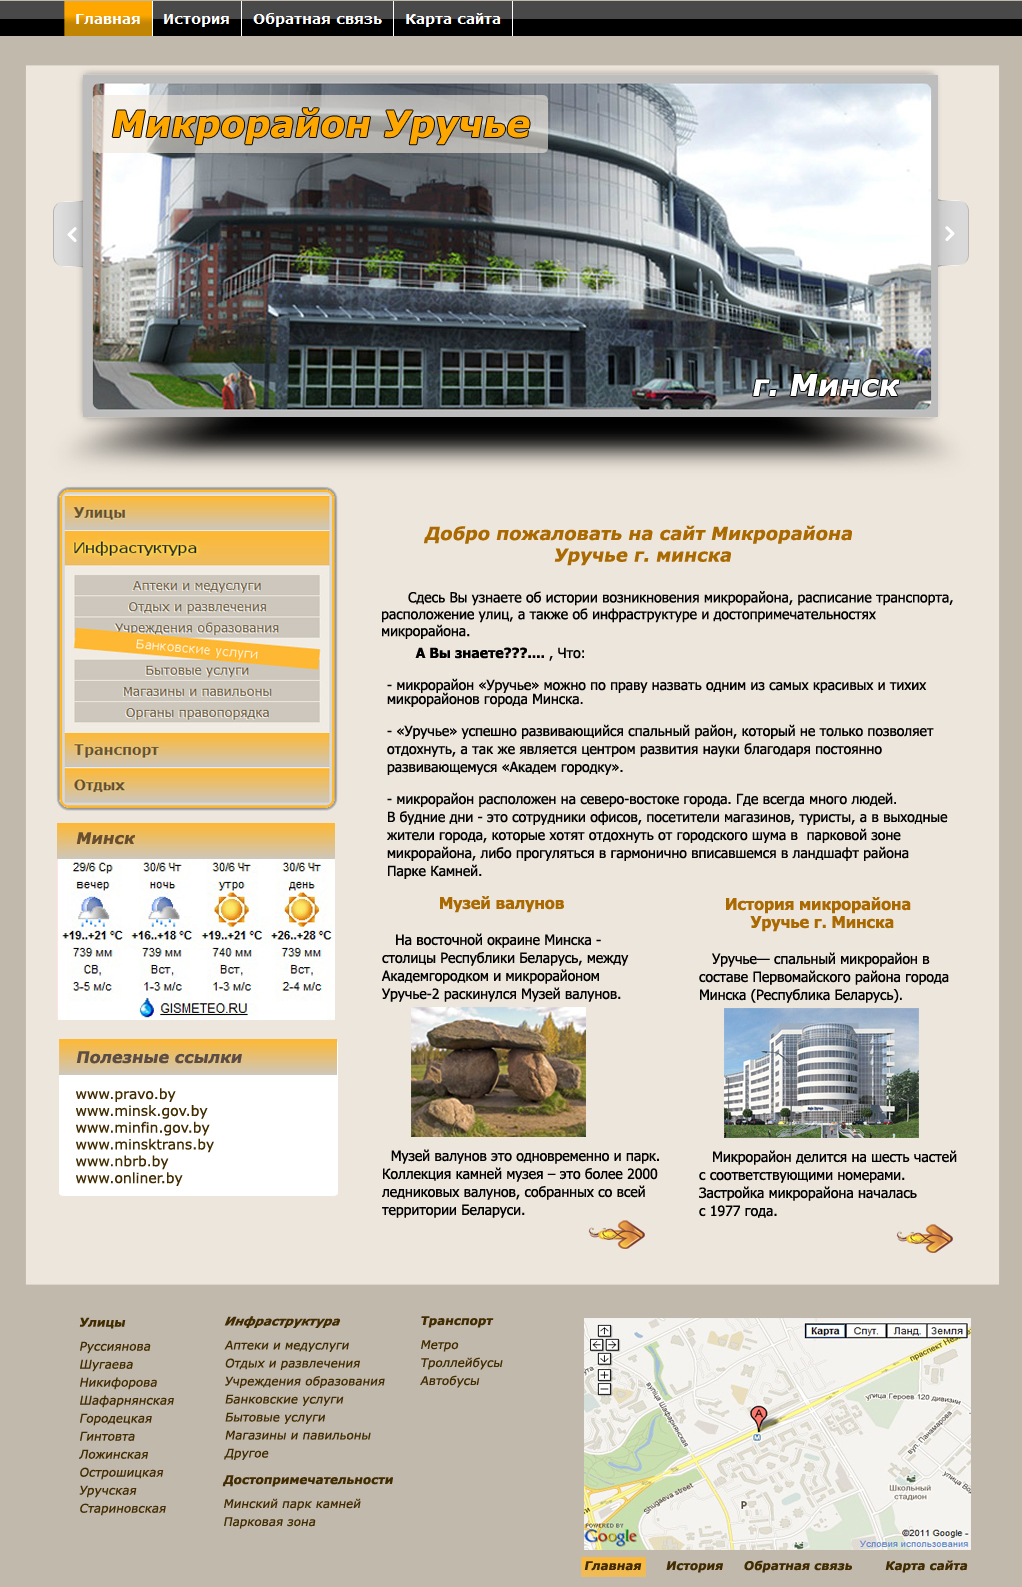 Главная История Обратная связь Карта сайта
Микрорайон Уручье
г. Минск
Улицы
Инфрастуктура
Аптеки и медуслуги
Отдых и развлечения
Учреждения образования
Банковские услуги
Бытовые услуги
Магазины и павильоны
Органы правопорядка
Транспорт
Отдых
Минск
29/6 Ср 30/6 Чт 30/6 Чт 30/6 Чт
вечер ночь утро день
+19..+21 °C +16..+18 °C +19..+21 °C +26..+28 °C
739 мм 739 мм 740 мм 739 мм
СВ, Вст, Вст, Вст,
3-5 м/с 1-3 м/с 1-3 м/с 2-4 м/с
GISMETEO.RU
Полезные ссылки
www.pravo.by
www.minsk.gov.by
www.minfin.gov.by
www.minsktrans.by
www.nbrb.by
www.onliner.by
Добро пожаловать на сайт Микрорайона
Уручье г. минска
Сдесь Вы узнаете об истории возникновения микрорайона, расписание транспорта,
расположение улиц, а также об инфраструктуре и достопримечательностях
микрорайона.
А Вы знаете???.... , Что:
- микрорайон «Уручье» можно по праву назвать одним из самых красивых и тихих
микрорайонов города Минска.
- «Уручье» успешно развивающийся спальный район, который не только позволяет
отдохнуть, а так же является центром развития науки благодаря постоянно
развивающемуся «Академ городку».
- микрорайон расположен на северо-востоке города. Где всегда много людей.
В будние дни - это сотрудники офисов, посетители магазинов, туристы, а в выходные
жители города, которые хотят отдохнуть от городского шума в парковой зоне
микрорайона, либо прогуляться в гармонично вписавшемся в ландшафт района
Парке Камней.
Музей валунов
На восточной окраине Минска -
столицы Республики Беларусь, между
Академгородком и микрорайоном
Уручье-2 раскинулся Музей валунов.
Музей валунов это одновременно и парк.
Коллекция камней музея – это более 2000
ледниковых валунов, собранных со всей
территории Беларуси.
История микрорайона
Уручье г. Минска
Уручье— спальный микрорайон в
составе Первомайского района города
Минска (Республика Беларусь).
Микрорайон делится на шесть частей
с соответствующими номерами.
Застройка микрорайона началась
с 1977 года.
Улицы
Руссиянова
Шугаева
Никифорова
Шафарнянская
Городецкая
Гинтовта
Ложинская
Острошицкая
Уручская
Стариновская
Инфраструктура
Аптеки и медуслуги
Отдых и развлечения
Учреждения образования
Банковские услуги
Бытовые услуги
Магазины и павильоны
Другое
Достопримечательности
Минский парк камней
Парковая зона
Транспорт
Метро
Троллейбусы
Автобусы
Карта Спут. Ланд. Земля
проспект
вуліца Шафарнянская
улица Героев 120 дивизии
вул. Панамарова
A
M
Школьный
стадион
Shugaeva street
P
POWERED BY
Google
©2011 Google -
Условия использования
Главная История Обратная связь Карта сайта